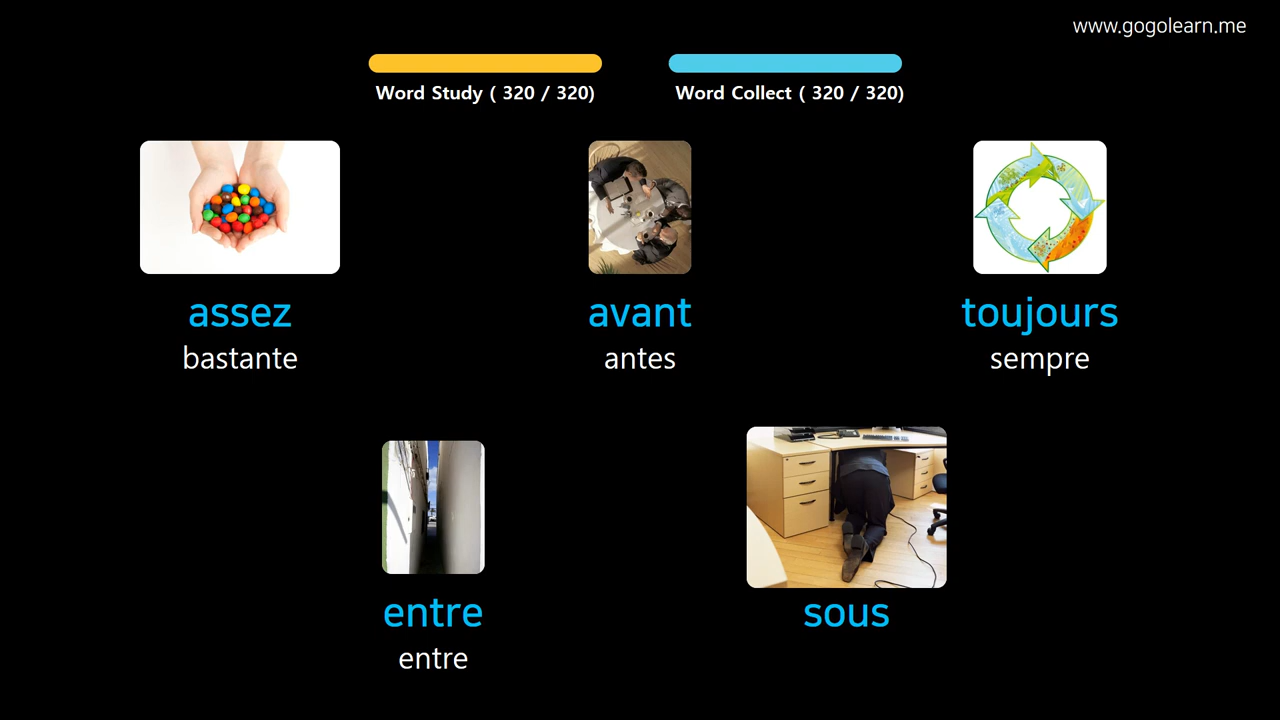 www.gogolearn.me
Word Study ( 320 / 320)
Word Collect ( 320 / 320)
assez
bastante
avant
antes
toujours
sempre
entre
entre
sous